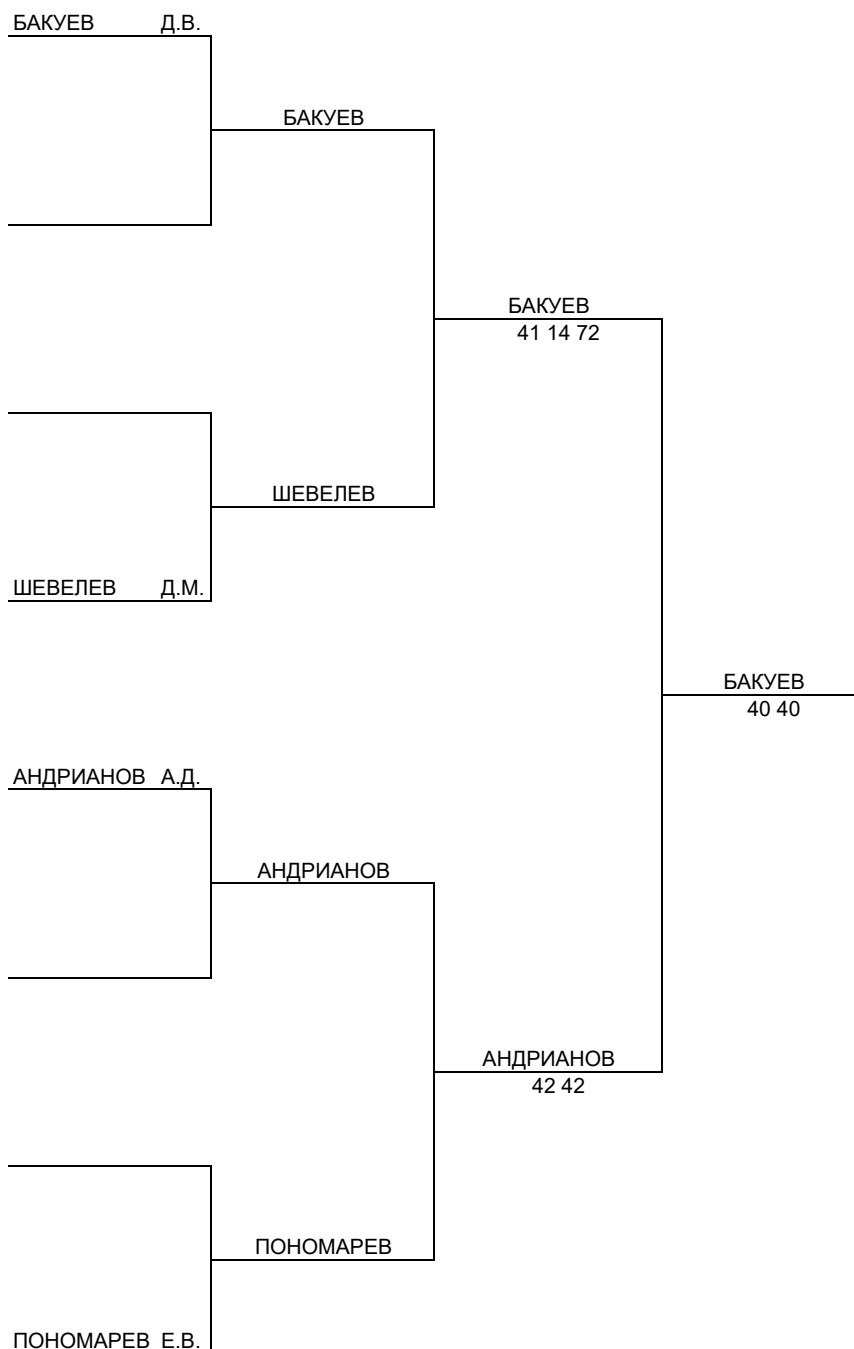 БАКУЕВ Д.В.
БАКУЕВ
БАКУЕВ
41 14 72
ШЕВЕЛЕВ
ШЕВЕЛЕВ Д.М.
БАКУЕВ
40 40
АНДРИАНОВ А.Д.
АНДРИАНОВ
АНДРИАНОВ
42 42
ПОНОМАРЕВ
ПОНОМАРЕВ Е.В.